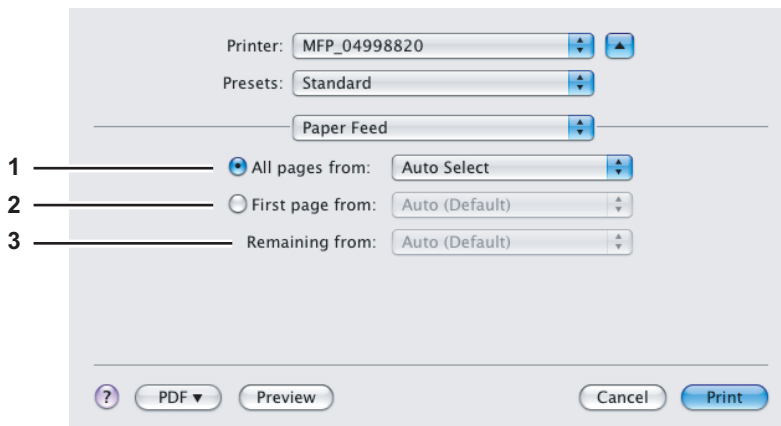 Printer: MFP_04998820
Presets: Standard
Paper Feed
1 All pages from: Auto Select
2 First page from: Auto (Default)
3 Remaining from: Auto (Default)
? PDF▼ Preview Cancel Print